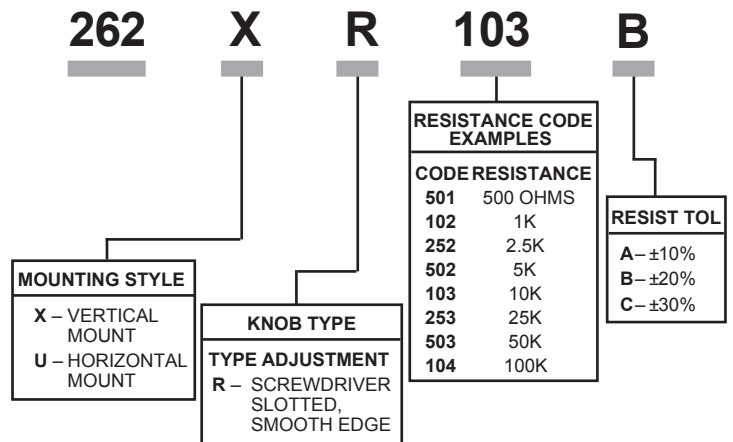 262 X R 103 B
RESISTANCE CODE
EXAMPLES
CODE RESISTANCE
501 500 OHMS
102 1K
252 2.5K
502 5K
103 10K
253 25K
503 50K
104 100K
RESIST TOL
A – ±10%
B – ±20%
C – ±30%
MOUNTING STYLE
X – VERTICAL
MOUNT
U – HORIZONTAL
MOUNT
KNOB TYPE
TYPE ADJUSTMENT
R – SCREWDRIVER
SLOTTED,
SMOOTH EDGE